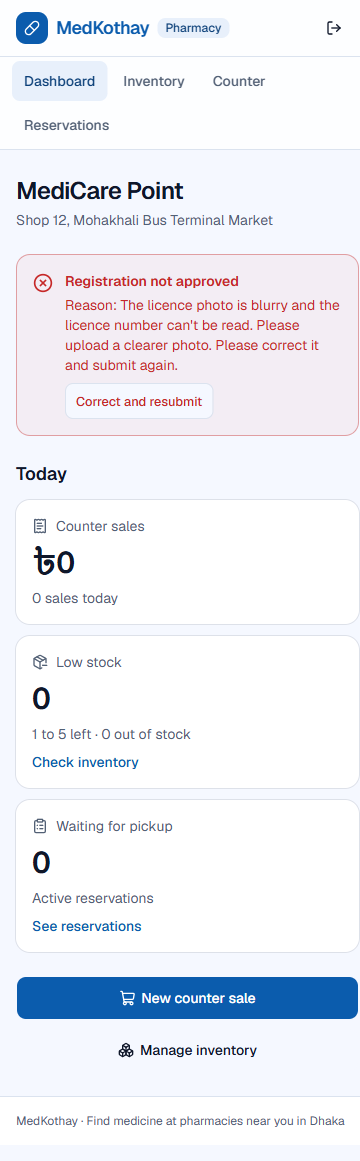 MedKothay Pharmacy
Dashboard Inventory Counter
Reservations
MediCare Point
Shop 12, Mohakhali Bus Terminal Market
Registration not approved
Reason: The licence photo is blurry and the
licence number can't be read. Please
upload a clearer photo. Please correct it
and submit again.
Correct and resubmit
Today
Counter sales
৳0
0 sales today
Low stock
0
1 to 5 left · 0 out of stock
Check inventory
Waiting for pickup
0
Active reservations
See reservations
New counter sale
Manage inventory
MedKothay · Find medicine at pharmacies near you in Dhaka